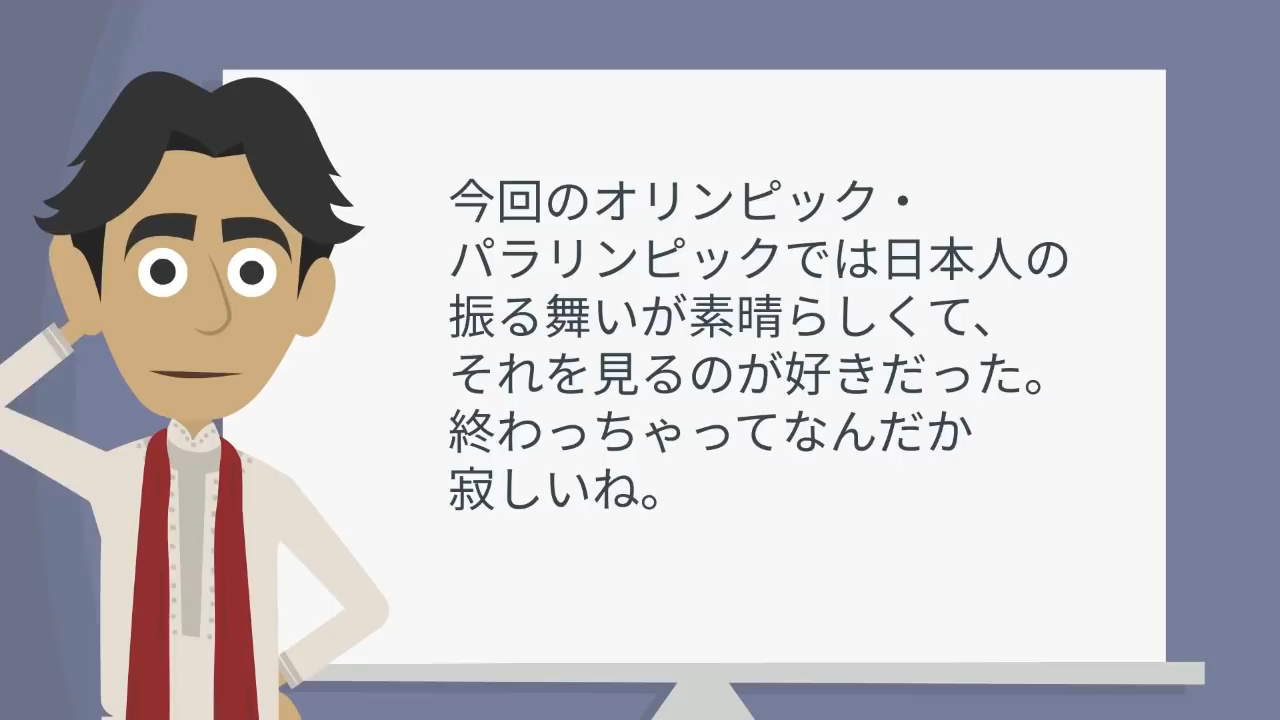 今回のオリンピック・
パラリンピックでは日本人の
振る舞いが素晴らしくて、
それを見るのが好きだった。
終わっちゃってなんだか
寂しいね。